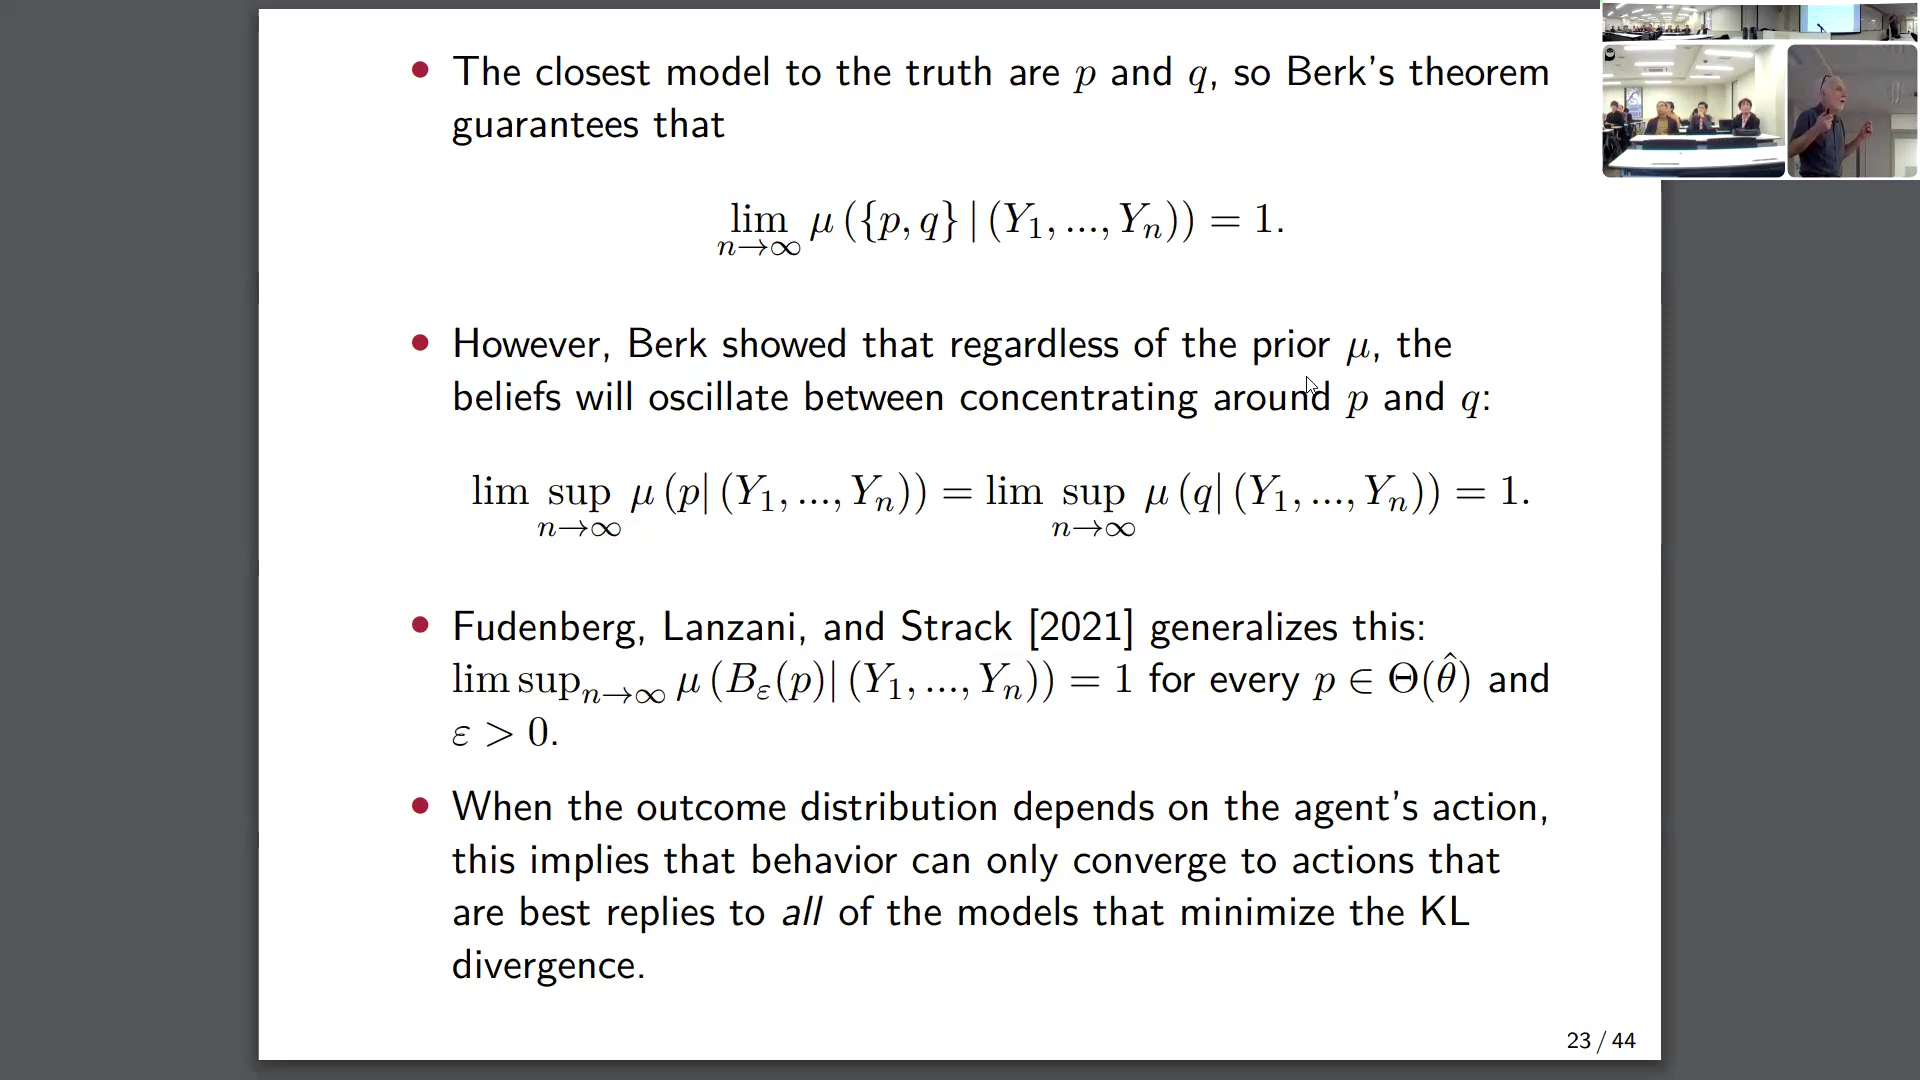 • The closest model to the truth are p and q, so Berk's theorem
guarantees that
lim_{n→∞} μ ({p, q} | (Y_1, ..., Y_n)) = 1.
• However, Berk showed that regardless of the prior μ, the
beliefs will oscillate between concentrating around p and q:
lim sup_{n→∞} μ (p| (Y_1, ..., Y_n)) = lim sup_{n→∞} μ (q| (Y_1, ..., Y_n)) = 1.
• Fudenberg, Lanzani, and Strack [2021] generalizes this:
lim sup_{n→∞} μ (B_ε(p)| (Y_1, ..., Y_n)) = 1 for every p ∈ Θ(θ̂) and
ε > 0.
• When the outcome distribution depends on the agent's action,
this implies that behavior can only converge to actions that
are best replies to all of the models that minimize the KL
divergence.
23 / 44